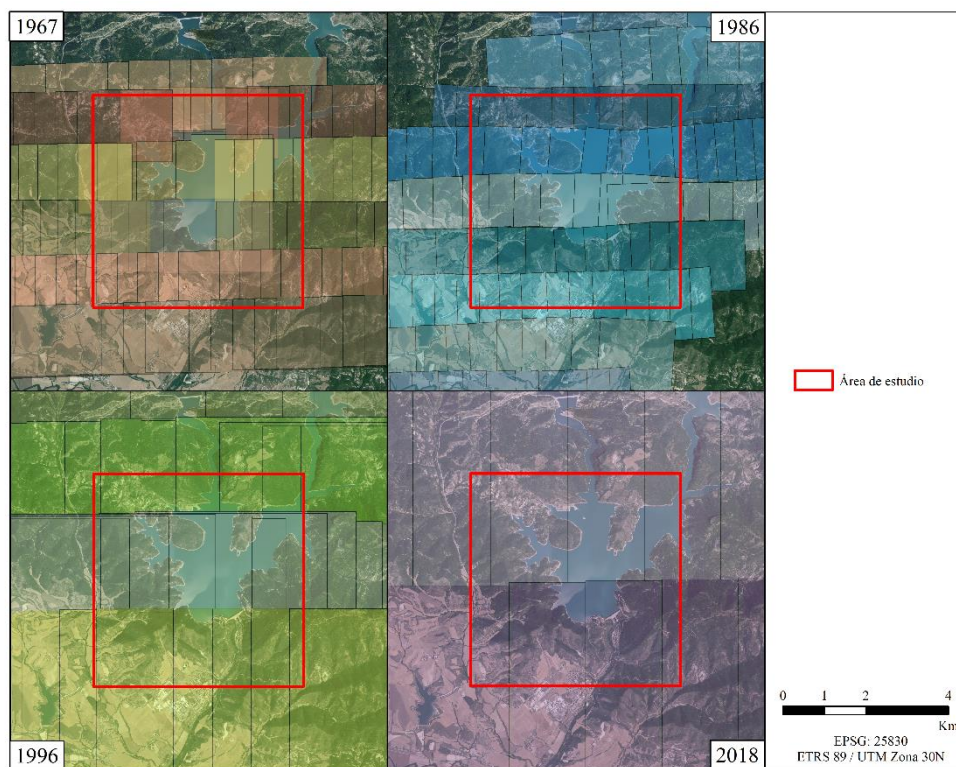 1967
1986
Área de estudio
1996
2018
0 1 2 4
Km
EPSG: 25830
ETRS 89 / UTM Zona 30N